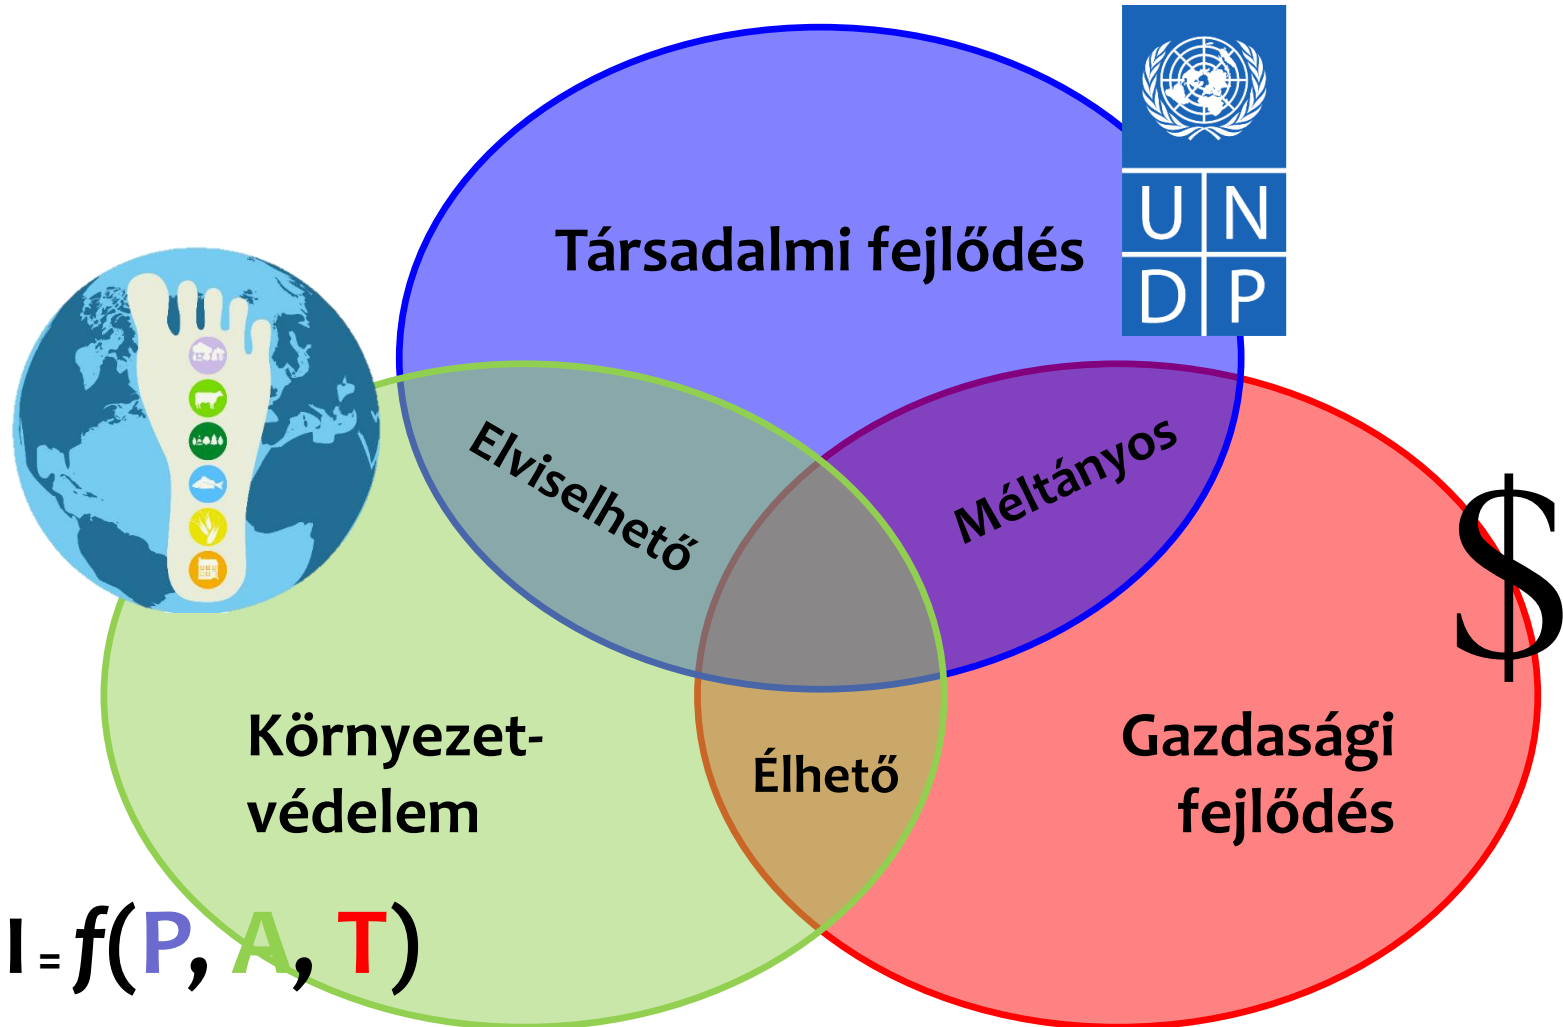 Társadalmi fejlődés
U N
D P
Elviselhető
Méltányos
$
Környezet-
védelem
Élhető
Gazdasági
fejlődés
I = f(P, A, T)